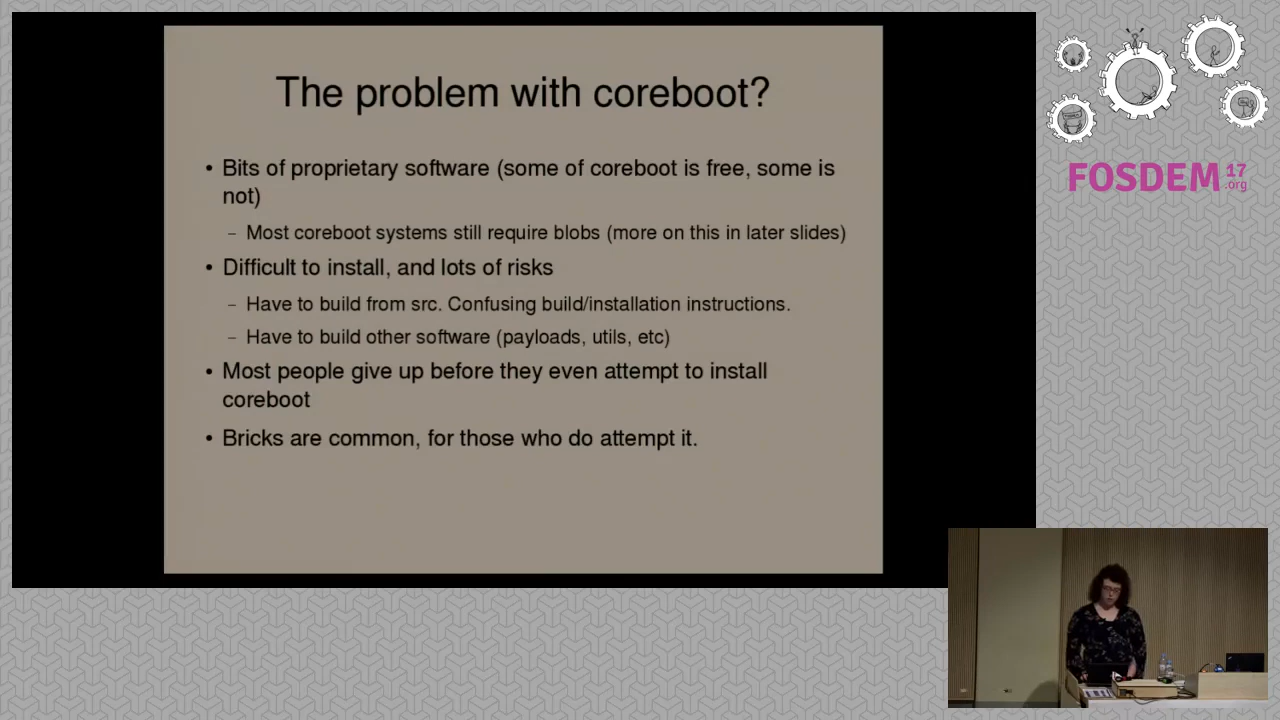 The problem with coreboot?
• Bits of proprietary software (some of coreboot is free, some is
not)
– Most coreboot systems still require blobs (more on this in later slides)
• Difficult to install, and lots of risks
– Have to build from src. Confusing build/installation instructions.
– Have to build other software (payloads, utils, etc)
• Most people give up before they even attempt to install
coreboot
• Bricks are common, for those who do attempt it.
FOSDEM 17
.org